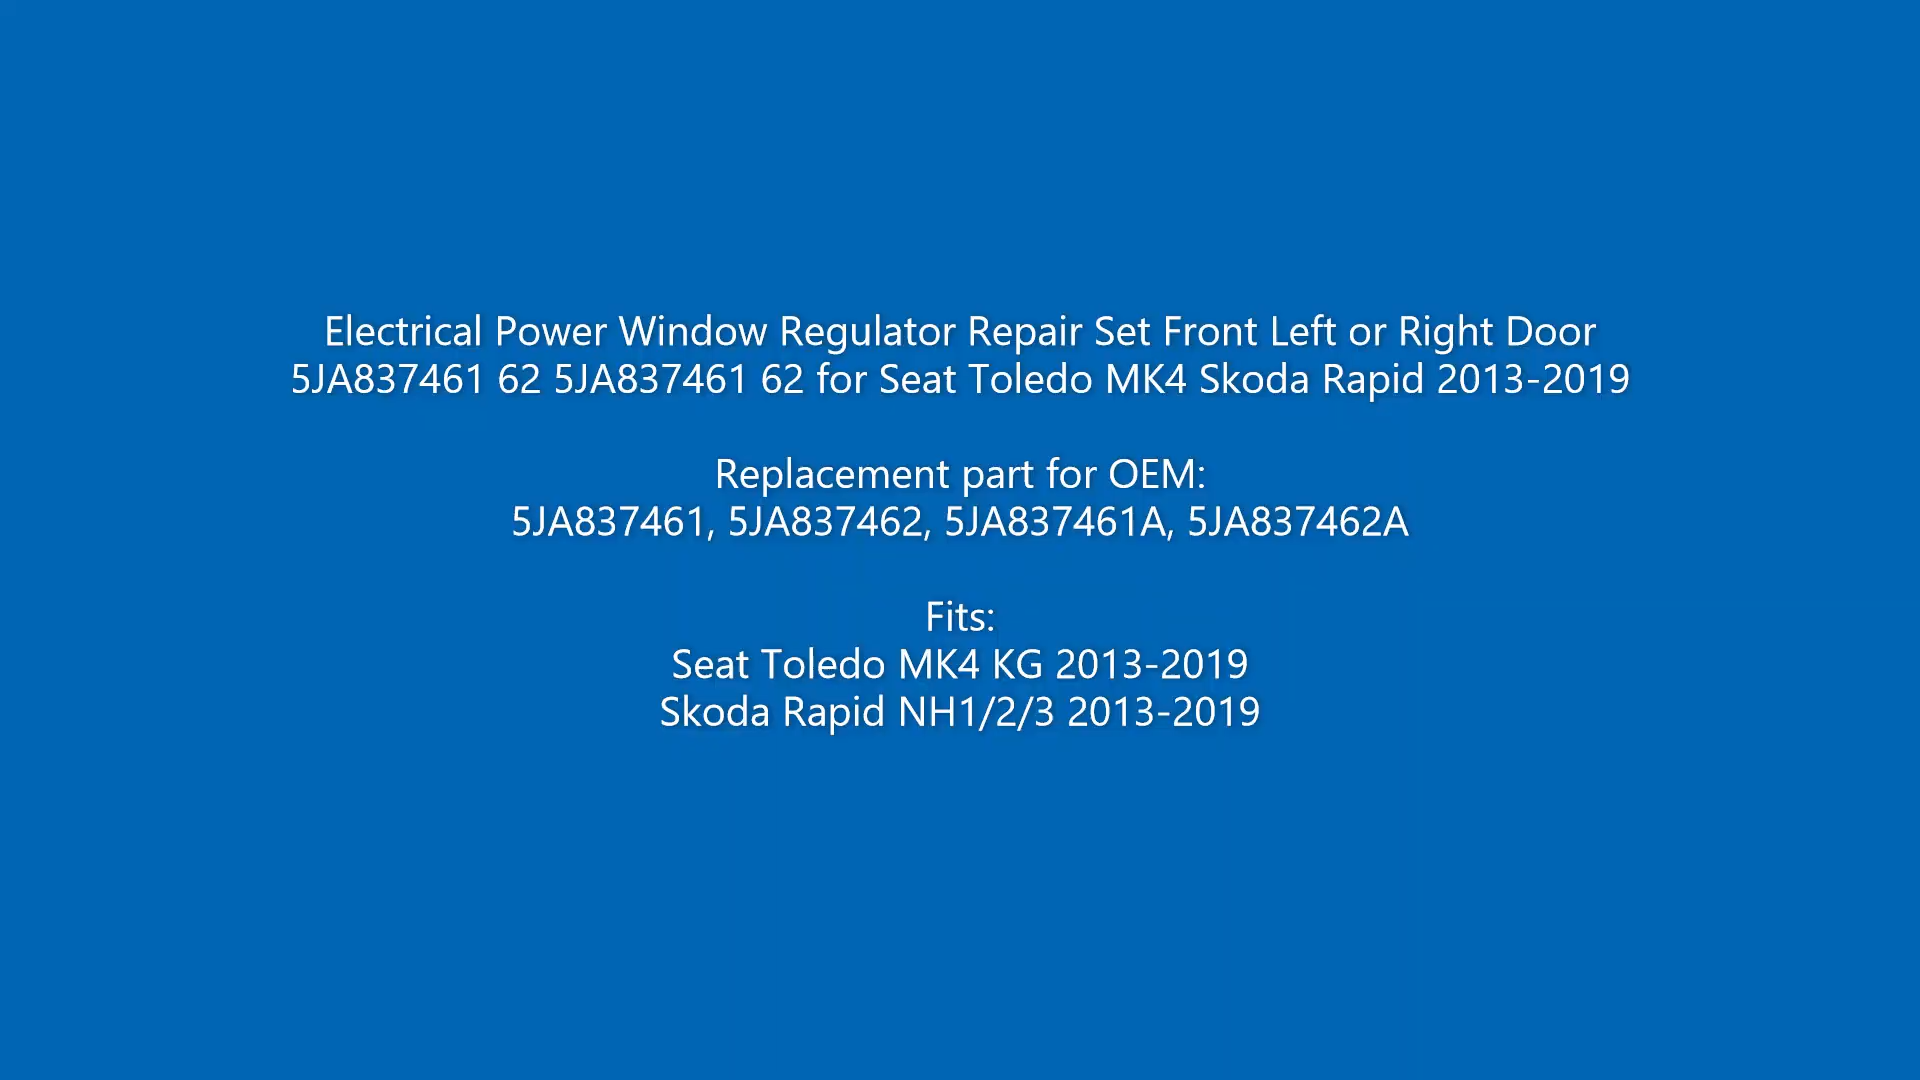 Electrical Power Window Regulator Repair Set Front Left or Right Door
5JA837461 62 5JA837461 62 for Seat Toledo MK4 Skoda Rapid 2013-2019
Replacement part for OEM:
5JA837461, 5JA837462, 5JA837461A, 5JA837462A
Fits:
Seat Toledo MK4 KG 2013-2019
Skoda Rapid NH1/2/3 2013-2019